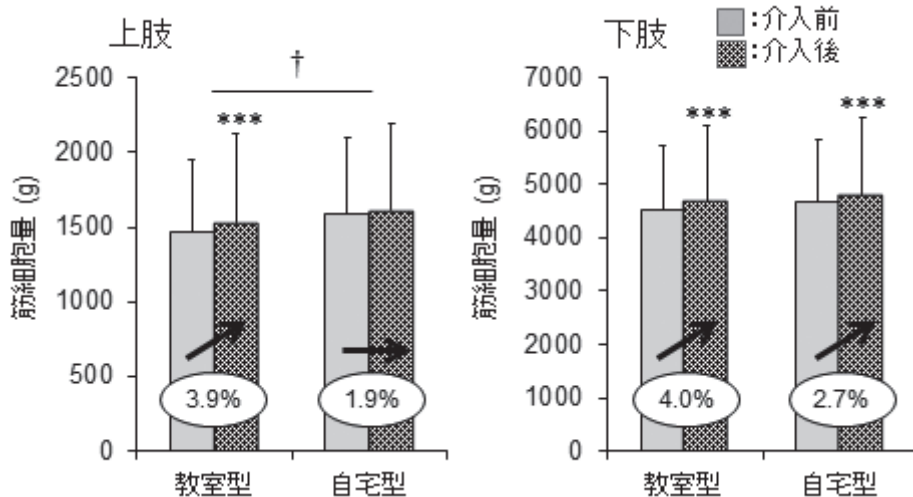 上肢
†
2500
2000
1500
1000
500
0
筋細胞量 (g)
***
3.9%
1.9%
教室型
自宅型
下肢
:介入前
:介入後
7000
6000
5000
4000
3000
2000
1000
0
筋細胞量 (g)
***
***
4.0%
2.7%
教室型
自宅型